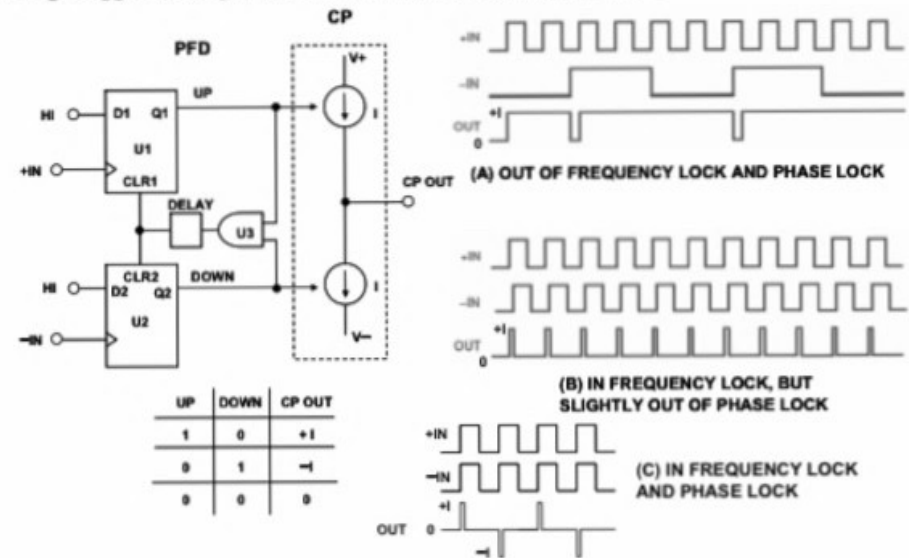 CP
PFD
V+
UP
HI
D1 Q1
I
U1
+IN
CLR1
CP OUT
DELAY
U3
CLR2
DOWN
HI
D2 Q2
I
U2
–IN
V–
UP DOWN CP OUT
1 0 +I
0 1 –I
0 0 0
+IN
–IN
+I
OUT
0
(A) OUT OF FREQUENCY LOCK AND PHASE LOCK
+IN
–IN
+I
OUT
0
(B) IN FREQUENCY LOCK, BUT
SLIGHTLY OUT OF PHASE LOCK
+IN
–IN
+I
OUT 0
–I
(C) IN FREQUENCY LOCK
AND PHASE LOCK